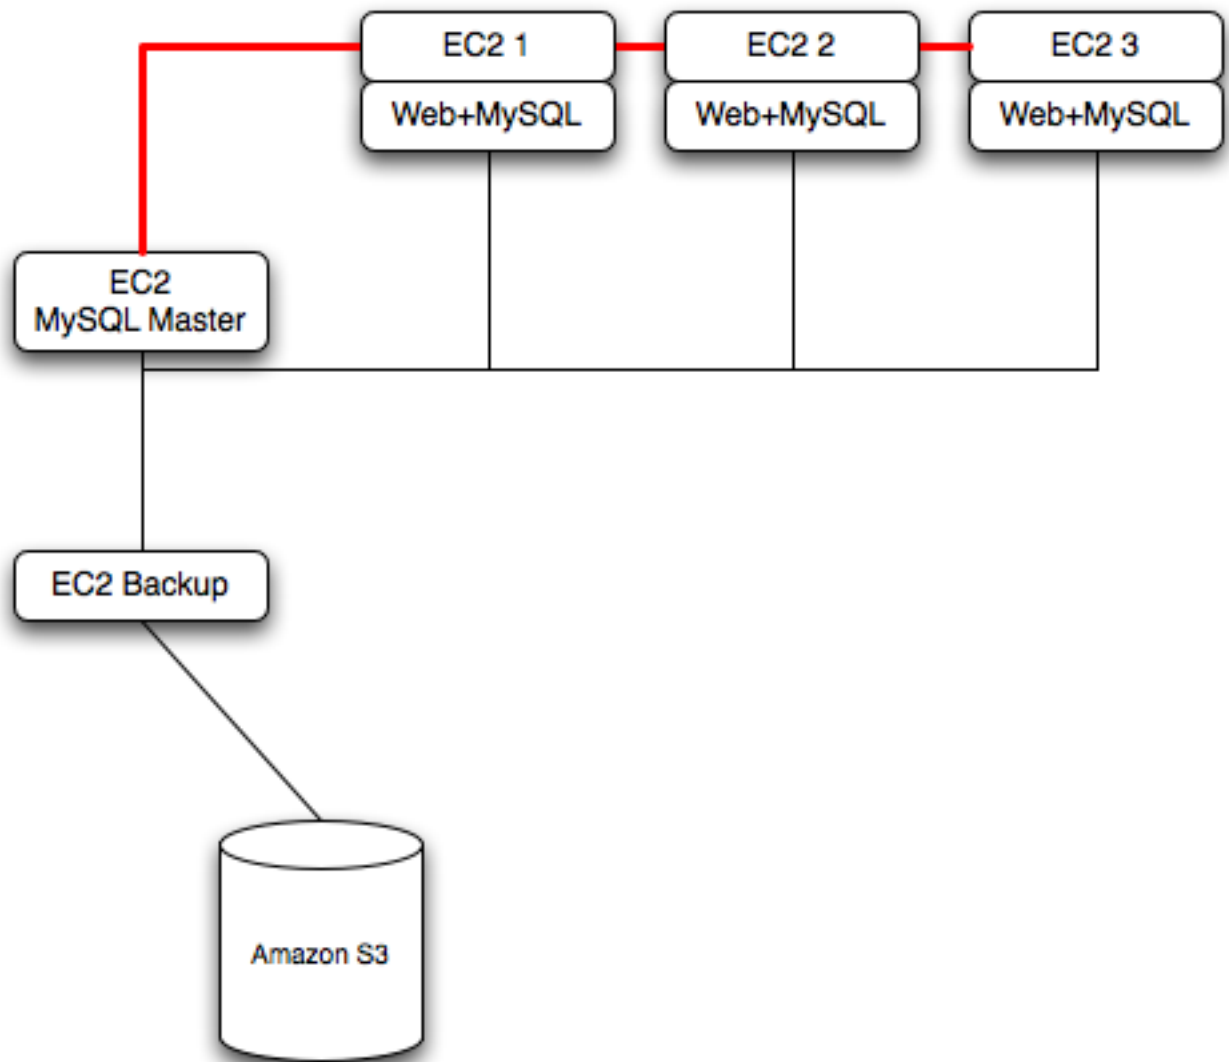 EC2 1
EC2 2
EC2 3
Web+MySQL
Web+MySQL
Web+MySQL
EC2
MySQL Master
EC2 Backup
Amazon S3